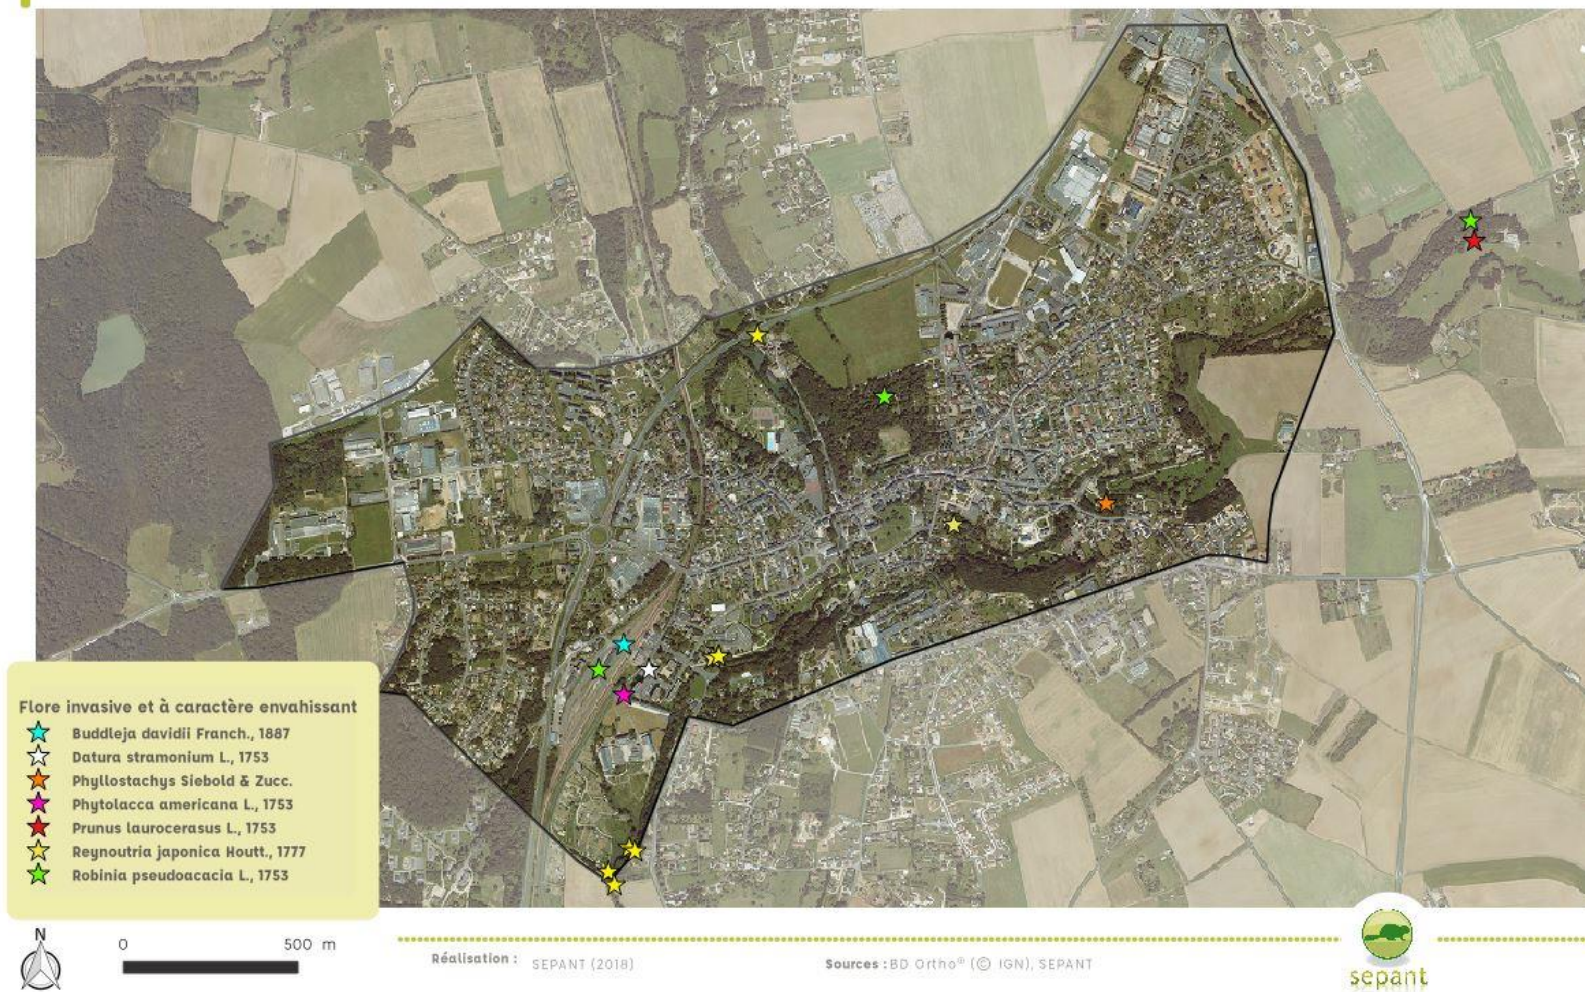 Flore invasive et à caractère envahissant
Buddleja davidii Franch., 1887
Datura stramonium L., 1753
Phyllostachys Siebold & Zucc.
Phytolacca americana L., 1753
Prunus laurocerasus L., 1753
Reynoutria japonica Houtt., 1777
Robinia pseudoacacia L., 1753
N
0 500 m
Réalisation : SEPANT (2018)
Sources : BD Ortho® (© IGN), SEPANT
sepant